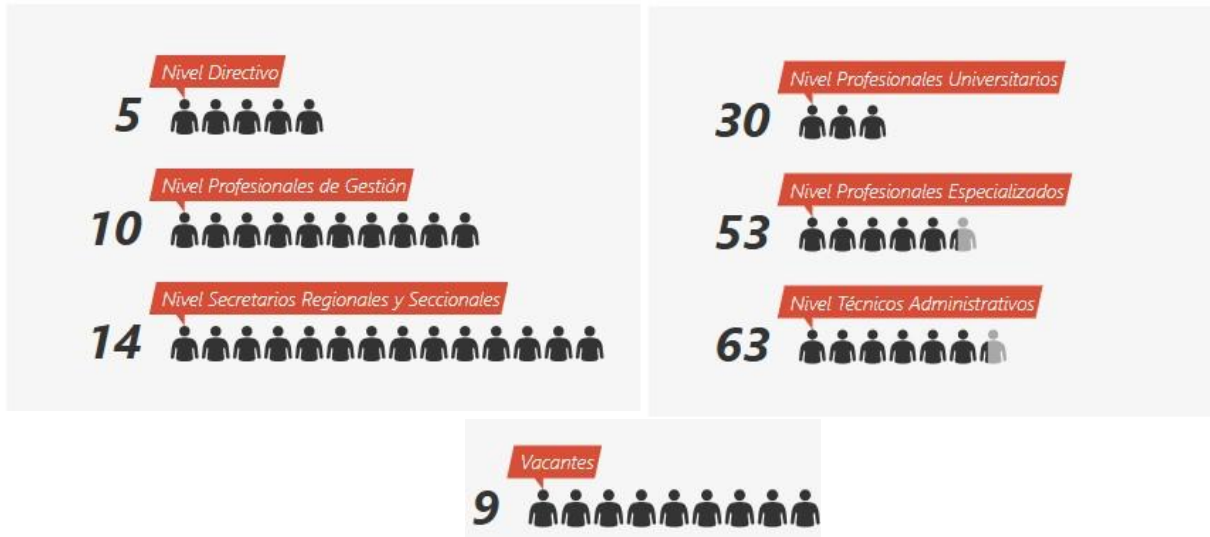 Nivel Directivo
5
Nivel Profesionales de Gestión
10
Nivel Secretarios Regionales y Seccionales
14
Nivel Profesionales Universitarios
30
Nivel Profesionales Especializados
53
Nivel Técnicos Administrativos
63
Vacantes
9